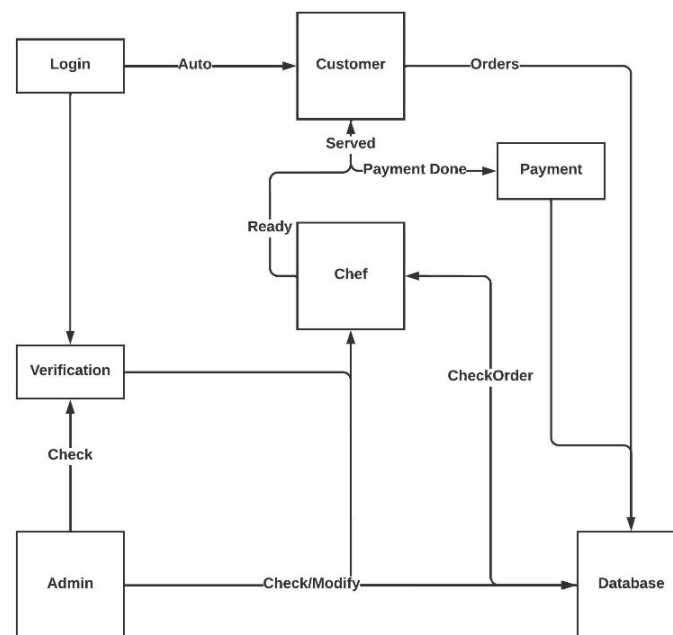 Login
Auto
Customer
Orders
Served
Payment Done
Payment
Ready
Chef
Verification
CheckOrder
Check
Admin
Check/Modify
Database